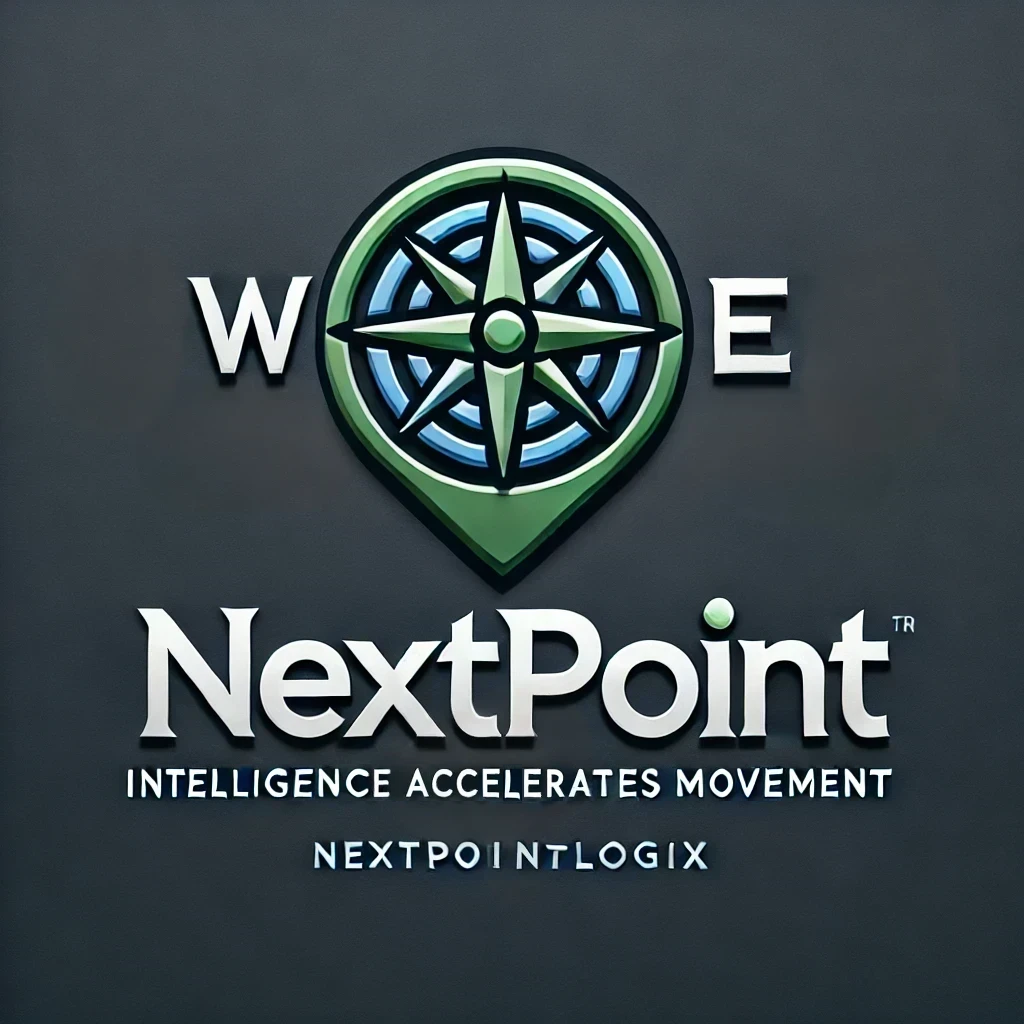 W E
NextPoint TR
INTELLIGENCE ACCELERATES MOVEMENT
NEXTPOINTLOGIX